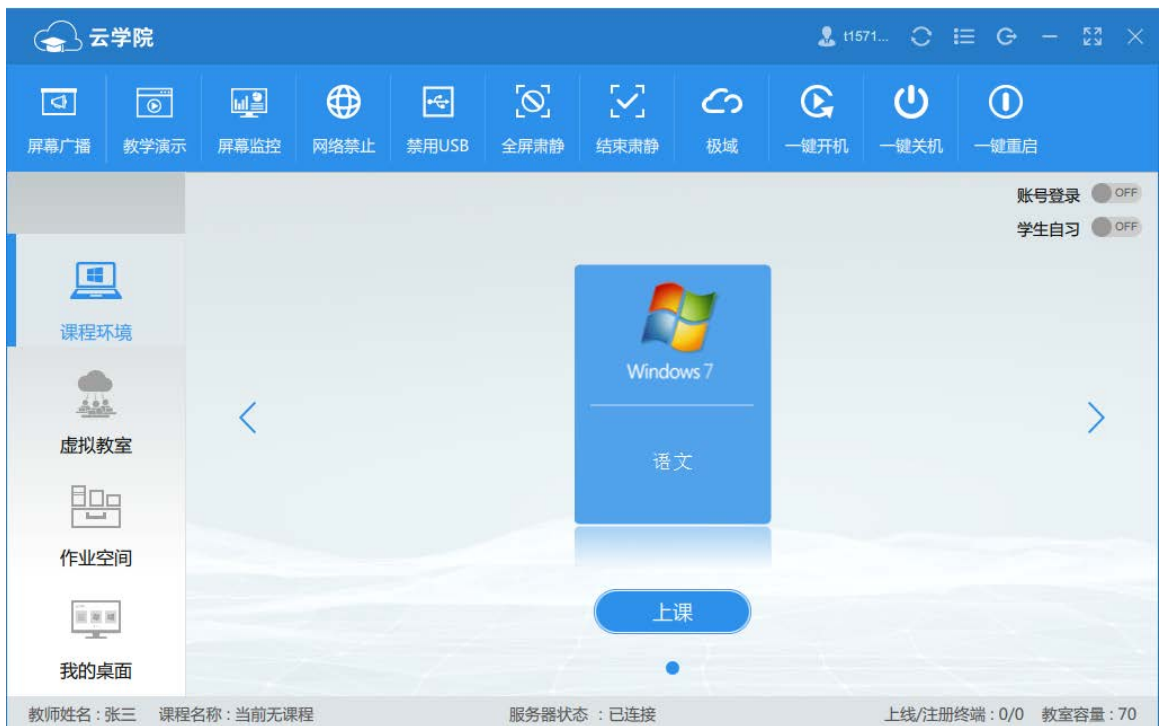 云学院
t1571...
屏幕广播 教学演示 屏幕监控 网络禁止 禁用USB 全屏肃静 结束肃静 极域 一键开机 一键关机 一键重启
账号登录 OFF
学生自习 OFF
课程环境
虚拟教室
作业空间
我的桌面
Windows 7
语文
上课
教师姓名：张三 课程名称：当前无课程 服务器状态 ：已连接 上线/注册终端：0/0 教室容量：70